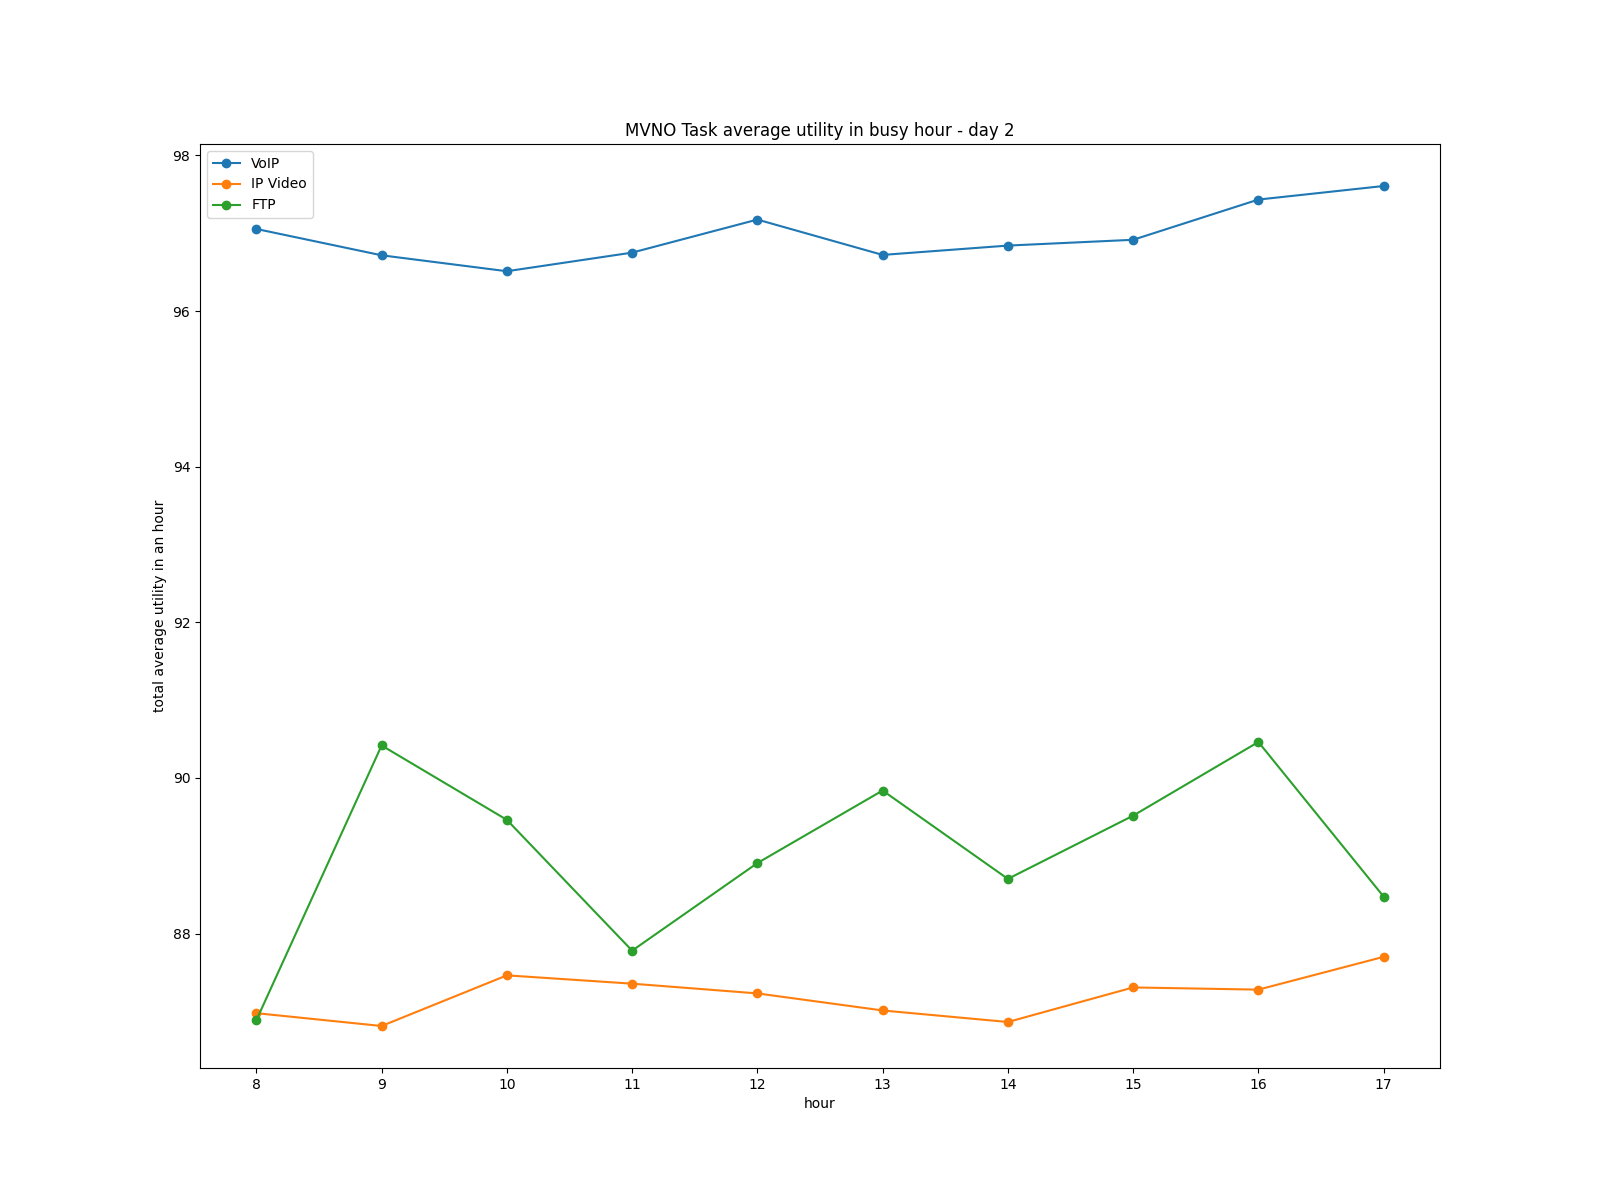 MVNO Task average utility in busy hour - day 2
VoIP
IP Video
FTP
98
96
94
92
90
88
total average utility in an hour
8 9 10 11 12 13 14 15 16 17
hour